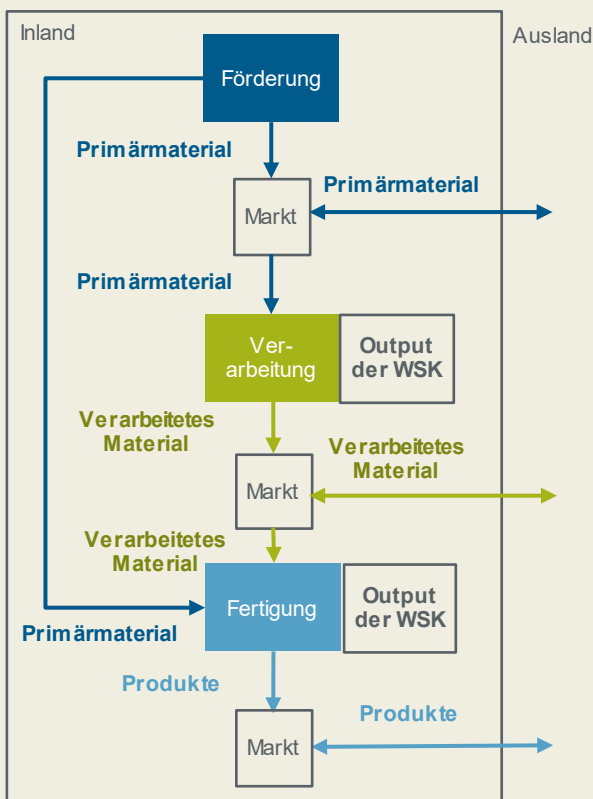 Inland
Ausland
Förderung
Primärmaterial
Primärmaterial
Markt
Primärmaterial
Ver-
arbeitung
Output
der WSK
Verarbeitetes
Material
Verarbeitetes
Material
Markt
Verarbeitetes
Material
Fertigung
Output
der WSK
Primärmaterial
Produkte
Produkte
Markt